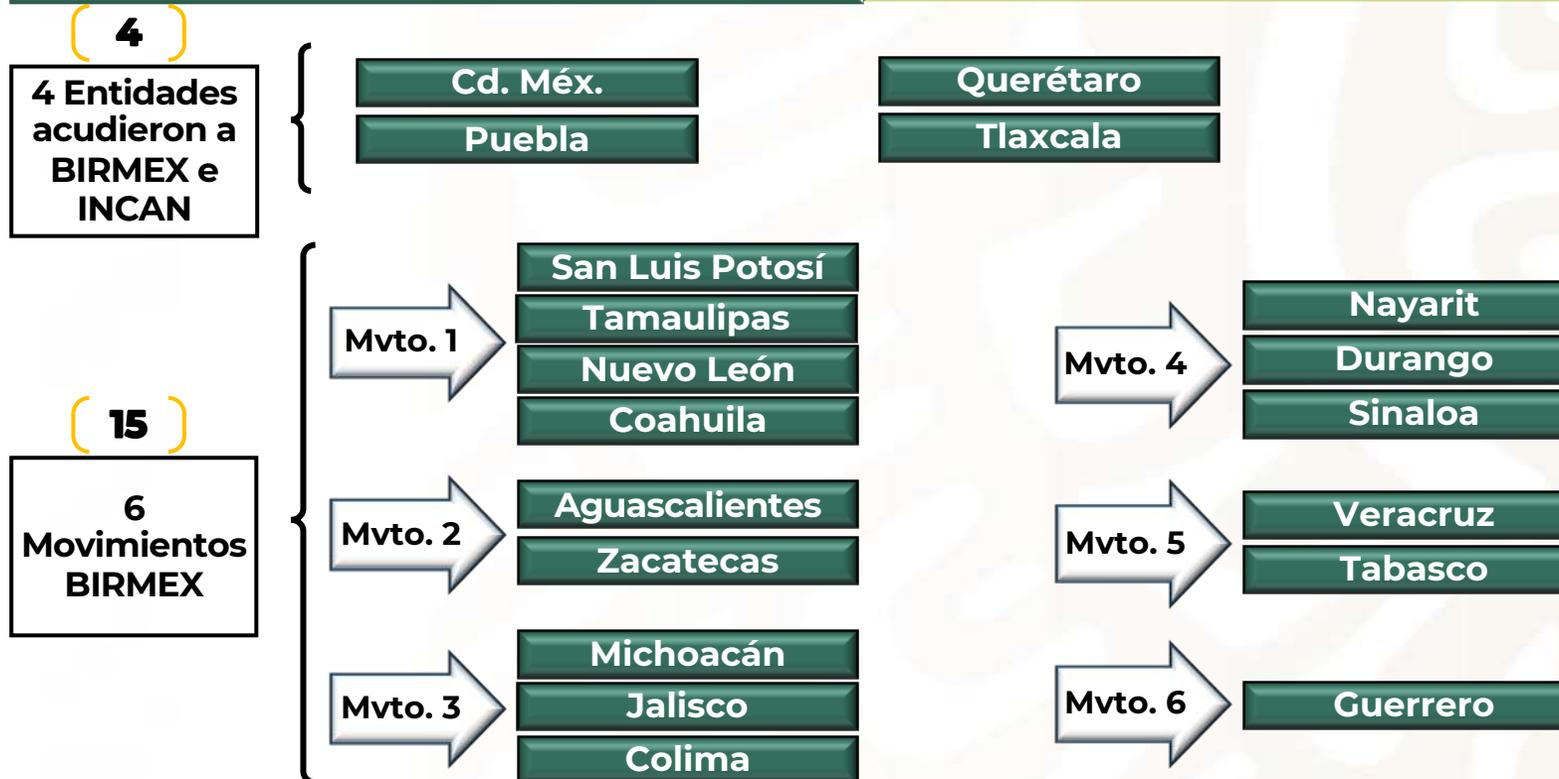 4
4 Entidades
acudieron a
BIRMEX e
INCAN
Cd. Méx.
Puebla
Querétaro
Tlaxcala
15
6
Movimientos
BIRMEX
Mvto. 1
San Luis Potosí
Tamaulipas
Nuevo León
Coahuila
Mvto. 2
Aguascalientes
Zacatecas
Mvto. 3
Michoacán
Jalisco
Colima
Mvto. 4
Nayarit
Durango
Sinaloa
Mvto. 5
Veracruz
Tabasco
Mvto. 6
Guerrero